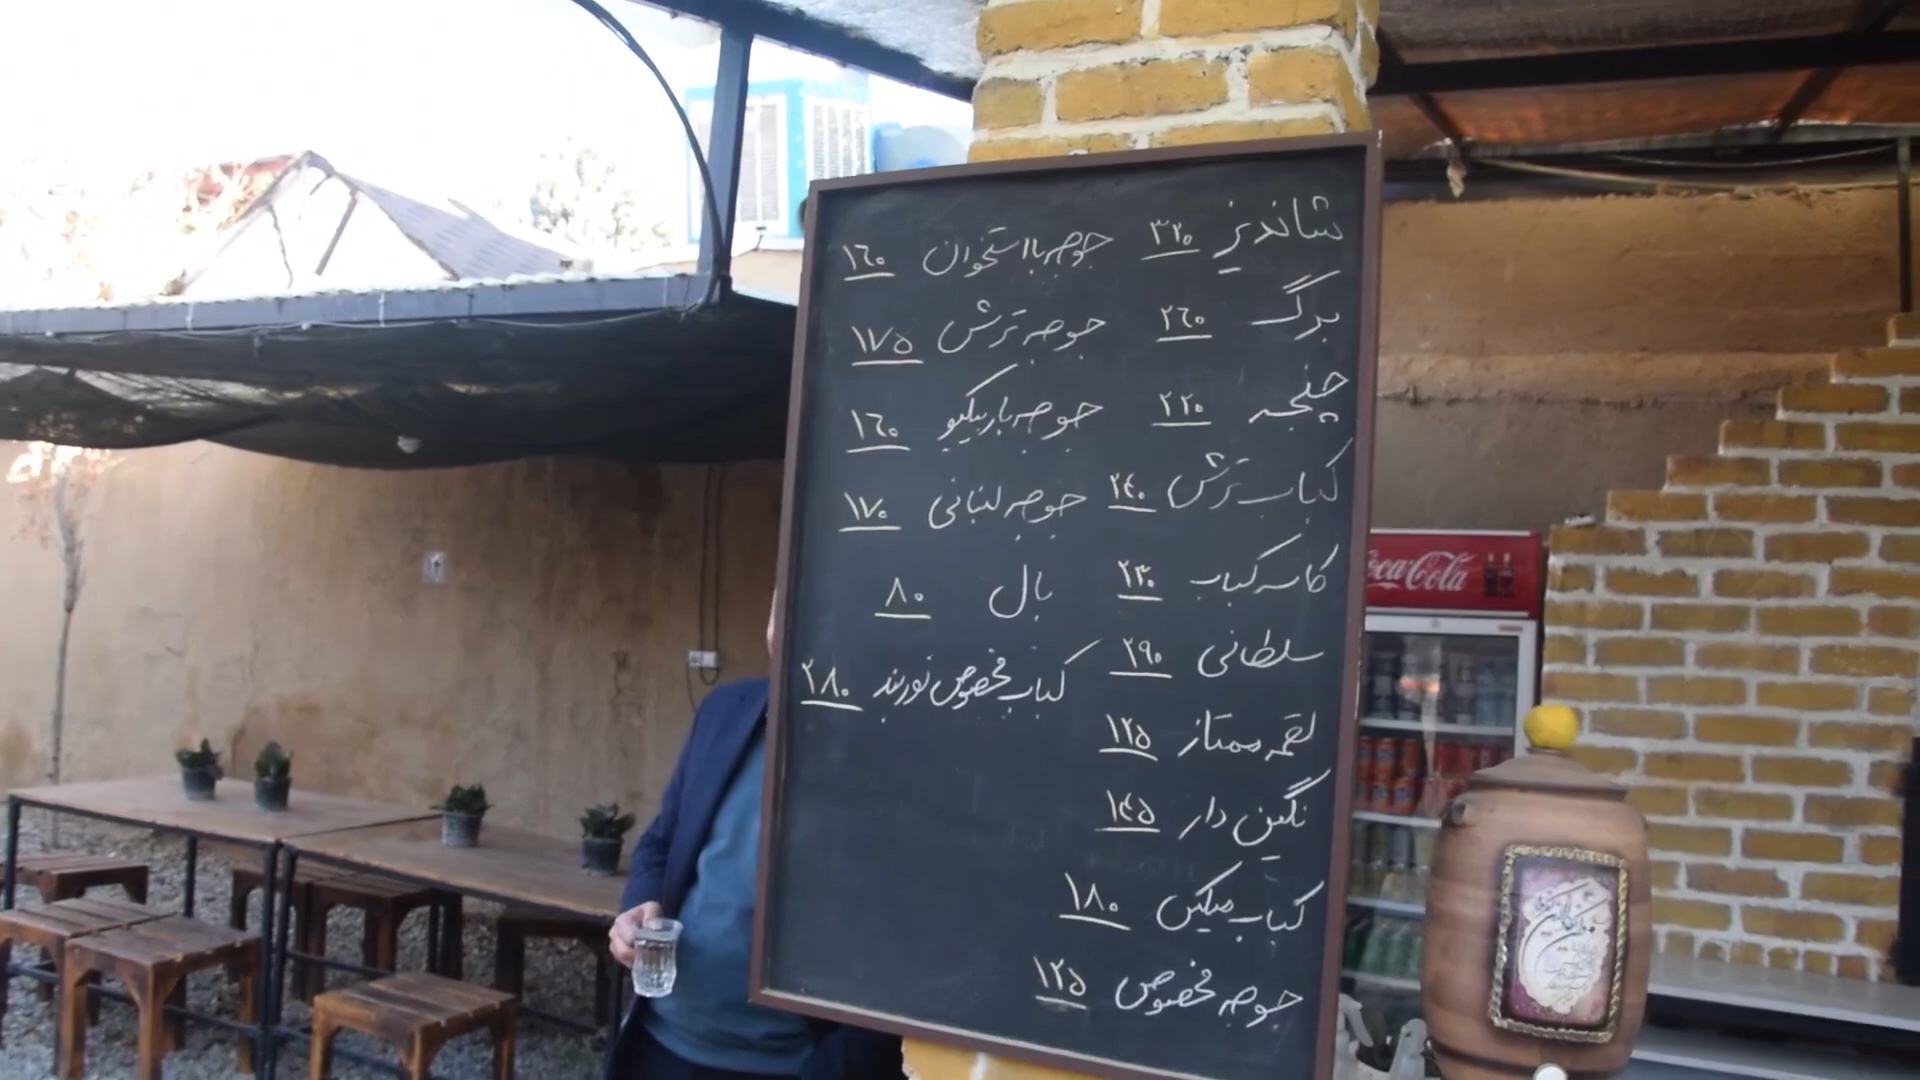 شاندیز ۳۲۰
برگ ۲۶۰
چنجه ۲۲۰
کباب ترش ۲۴۰
کاسه کباب ۲۳۰
سلطانی ۲۹۰
لقمه ممتاز ۱۲۵
نگین دار ۱۴۵
کباب میکس ۱۸۰
جوجه مخصوص ۱۲۵
جوجه با استخوان ۱۶۰
جوجه ترش ۱۷۵
جوجه باربیکیو ۱۶۰
جوجه لبنانی ۱۷۰
بال ۸۰
کباب مخصوص نوربند ۲۸۰
Coca-Cola